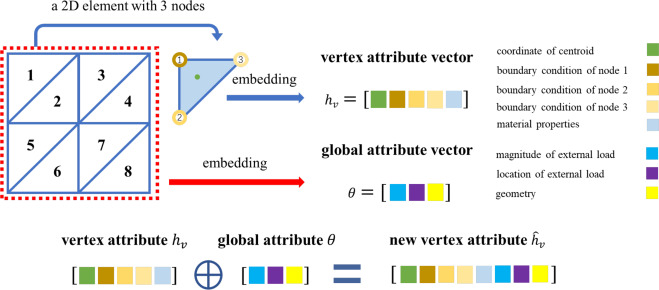 a 2D element with 3 nodes
1 3
2 4
5 7
6 8
1 3
2
embedding
vertex attribute vector
h_v = [ ]
embedding
global attribute vector
θ = [ ]
coordinate of centroid
boundary condition of node 1
boundary condition of node 2
boundary condition of node 3
material properties
magnitude of external load
location of external load
geometry
vertex attribute h_v global attribute θ new vertex attribute ĥ_v
[ ] ⊕ [ ] = [ ]